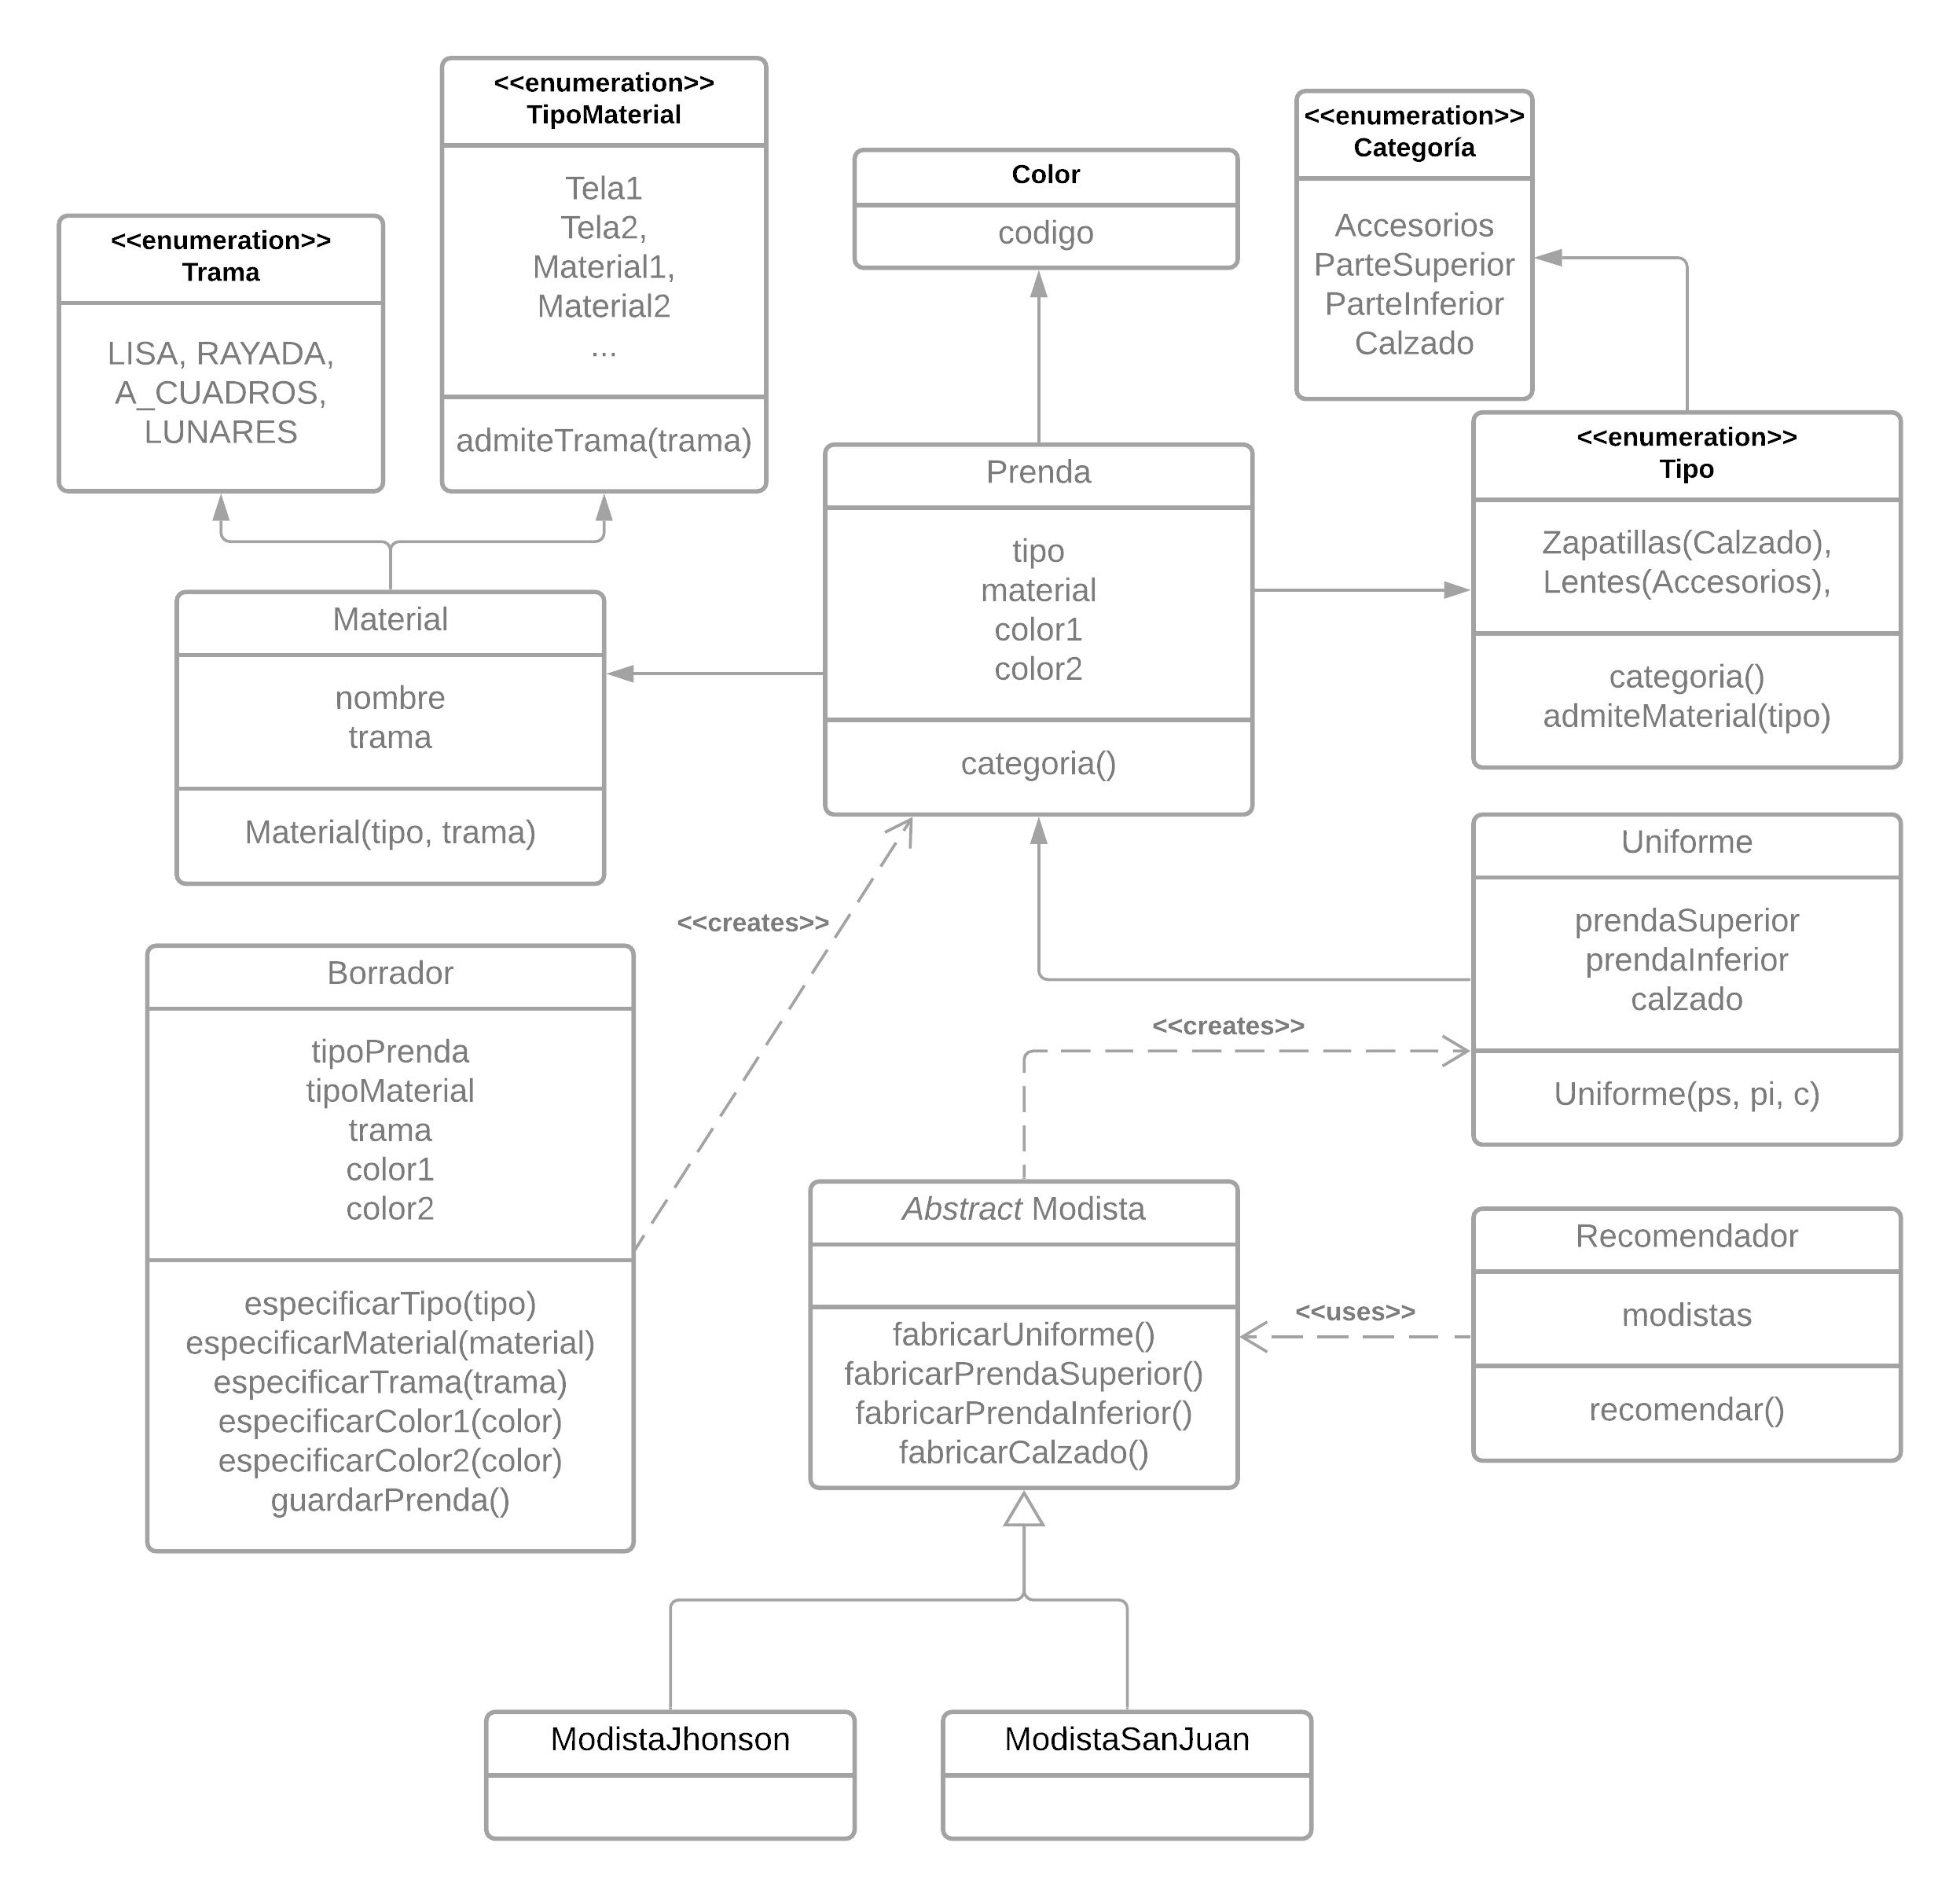 <<enumeration>>
TipoMaterial
Tela1
Tela2,
Material1,
Material2
...
admiteTrama(trama)
<<enumeration>>
Categoría
Accesorios
ParteSuperior
ParteInferior
Calzado
Color
codigo
<<enumeration>>
Trama
LISA, RAYADA,
A_CUADROS,
LUNARES
<<enumeration>>
Tipo
Zapatillas(Calzado),
Lentes(Accesorios),
categoria()
admiteMaterial(tipo)
Prenda
tipo
material
color1
color2
categoria()
Material
nombre
trama
Material(tipo, trama)
Uniforme
prendaSuperior
prendaInferior
calzado
Uniforme(ps, pi, c)
<<creates>>
Borrador
tipoPrenda
tipoMaterial
trama
color1
color2
especificarTipo(tipo)
especificarMaterial(material)
especificarTrama(trama)
especificarColor1(color)
especificarColor2(color)
guardarPrenda()
<<creates>>
Abstract Modista
fabricarUniforme()
fabricarPrendaSuperior()
fabricarPrendaInferior()
fabricarCalzado()
<<uses>>
Recomendador
modistas
recomendar()
ModistaJhonson
ModistaSanJuan